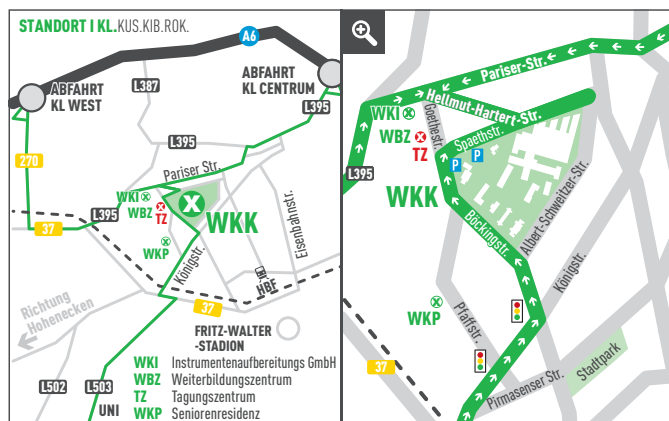 STANDORT I KL.KUS.KIB.ROK.
A6
ABFAHRT
KL WEST
ABFAHRT
KL CENTRUM
L387
L395
L395
270
Pariser Str.
WKI
WBZ
TZ
WKK
L395
37
WKP
Königstr.
Eisenbahnstr.
HBF
37
Richtung
Hohenecken
FRITZ-WALTER
-STADION
WKI Instrumentenaufbereitungs GmbH
WBZ Weiterbildungszentrum
TZ Tagungszentrum
WKP Seniorenresidenz
L502
L503
UNI
Pariser-Str.
Hellmut-Hartert-Str.
WKI
WBZ
TZ
Goethestr.
Spaethstr.
P
P
L395
WKK
Albert-Schweitzer-Str.
Böckingstr.
Königstr.
WKP
Pfaffstr.
37
Stadtpark
Pirmasenser Str.